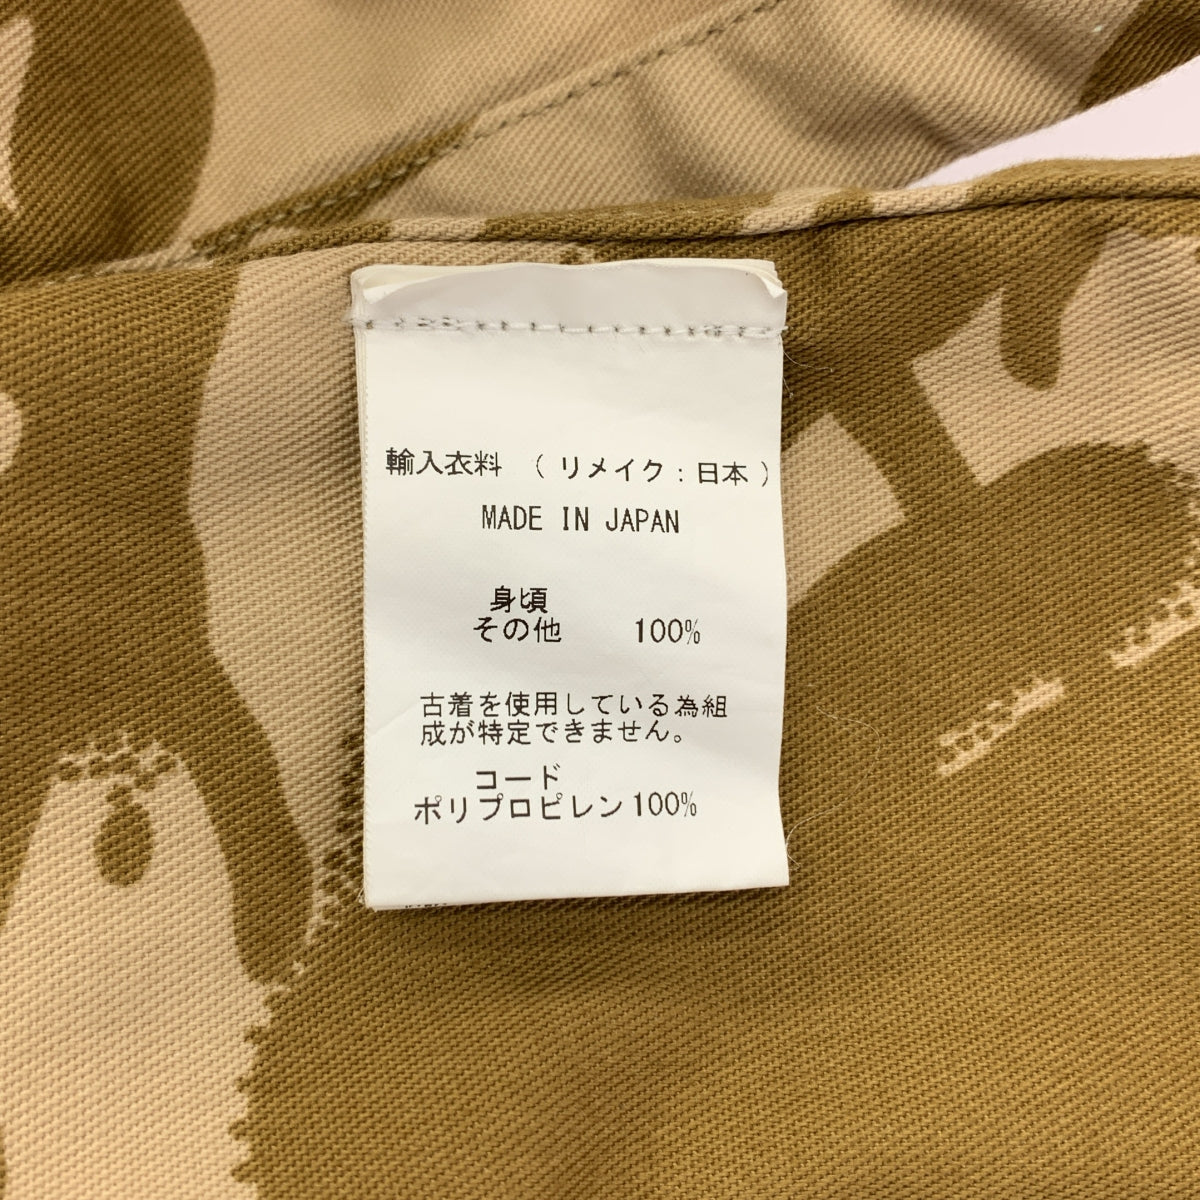 輸入衣料 ( リメイク : 日本 )
MADE IN JAPAN
身頃
その他 100%
古着を使用している為組
成が特定できません。
コード
ポリプロピレン100%